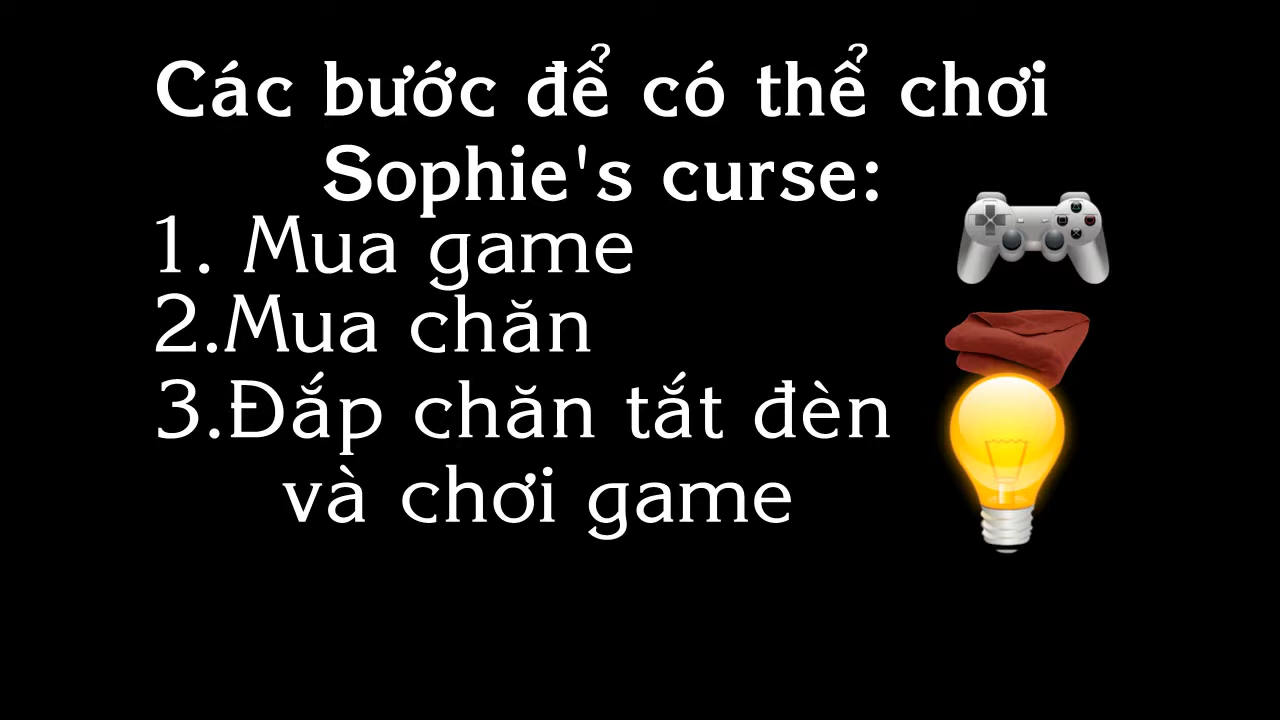 Các bước để có thể chơi
Sophie's curse:
1. Mua game
2.Mua chăn
3.Đắp chăn tắt đèn
và chơi game